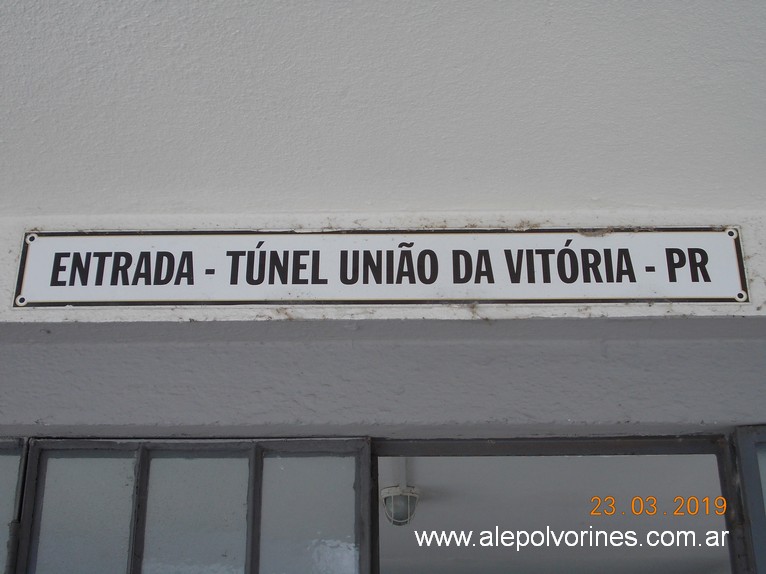 ENTRADA - TÚNEL UNIÃO DA VITÓRIA - PR
23.03.2019
www.alepolvorines.com.ar